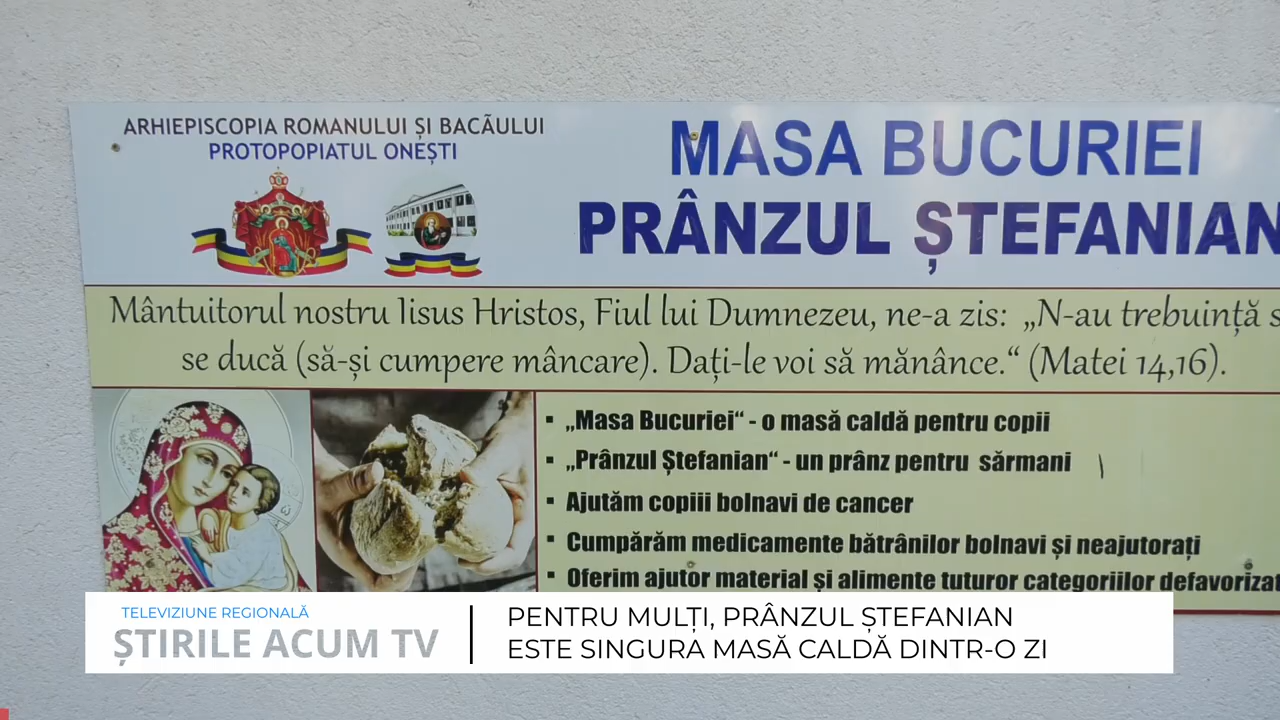 ARHIEPISCOPIA ROMANULUI ȘI BACÃULUI
PROTOPOPIATUL ONEȘTI
MASA BUCURIEI
PRÂNZUL ȘTEFANIAN
Mântuitorul nostru Iisus Hristos, Fiul lui Dumnezeu, ne-a zis: „N-au trebuință
se ducă (să-și cumpere mâncare). Dați-le voi să mănânce.“ (Matei 14,16).
▪ „Masa Bucuriei“ - o masă caldă pentru copii
▪ „Prânzul Ștefanian“ - un prânz pentru sărmani
▪ Ajutăm copiii bolnavi de cancer
▪ Cumpărăm medicamente bătrânilor bolnavi și neajutorați
▪ Oferim ajutor material și alimente tuturor categoriilor
TELEVIZIUNE REGIONALĂ
ȘTIRILE ACUM TV
PENTRU MULȚI, PRÂNZUL ȘTEFANIAN
ESTE SINGURA MASĂ CALDĂ DINTR-O ZI